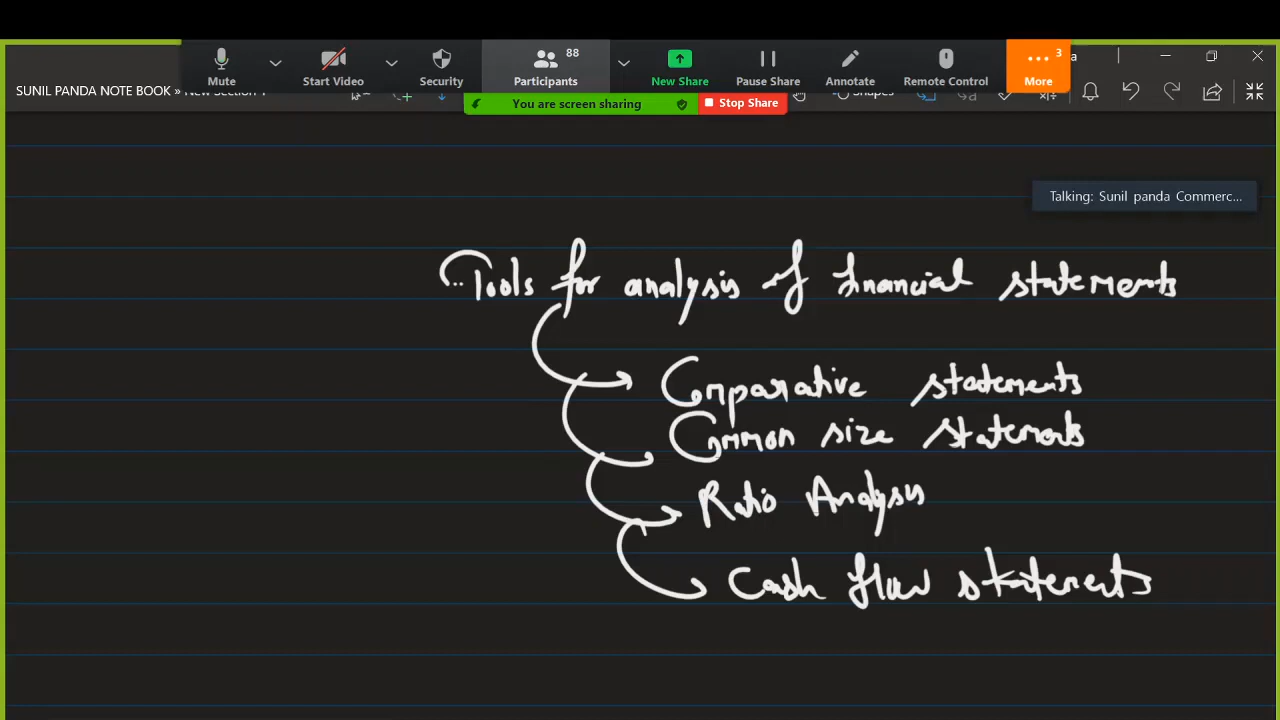 88
3
Mute
Start Video
Security
Participants
New Share
Pause Share
Annotate
Remote Control
More
SUNIL PANDA NOTE BOOK »
You are screen sharing
Stop Share
Talking: Sunil panda Commerc...
Tools for analysis of financial statements
Comparative statements
Common size statements
Ratio Analysis
Cash flow statements